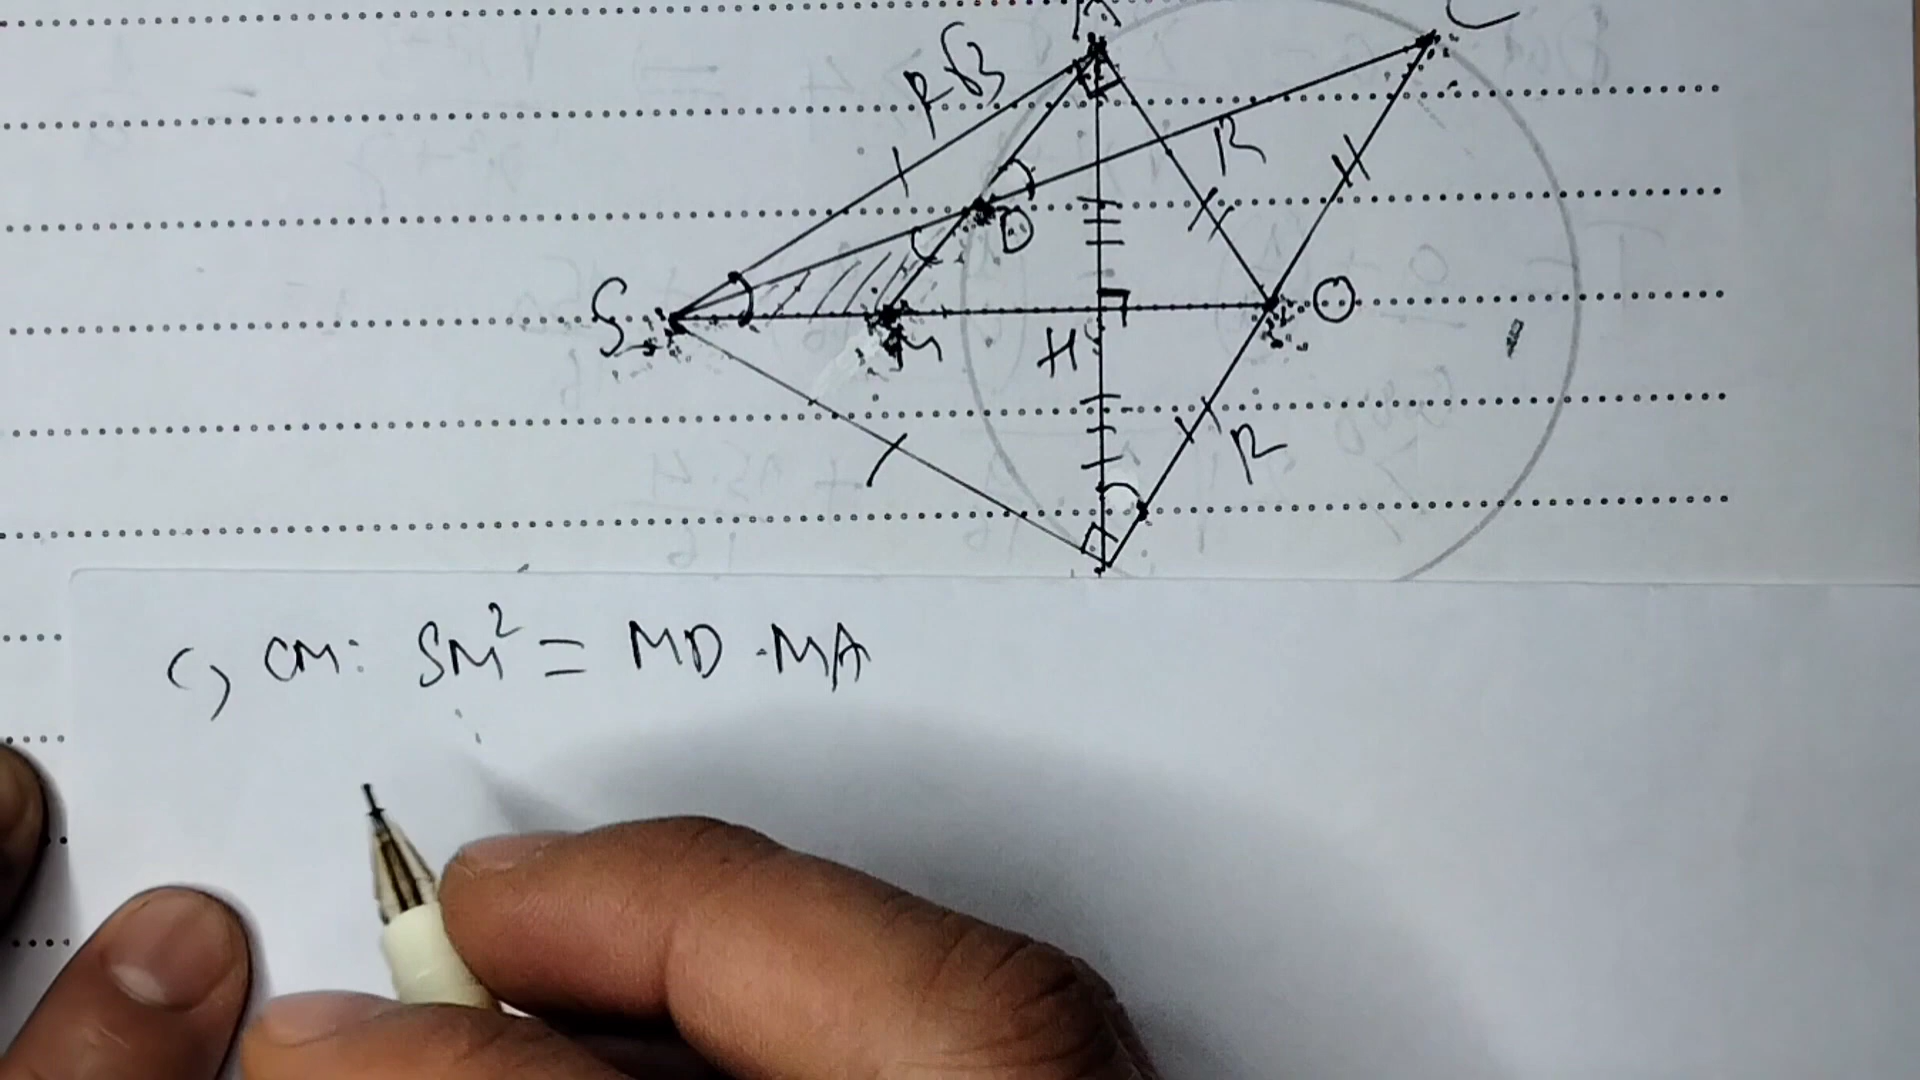 A
C
R√3
R
D
S
M
H
O
R
c, CM: SM² = MD . MA